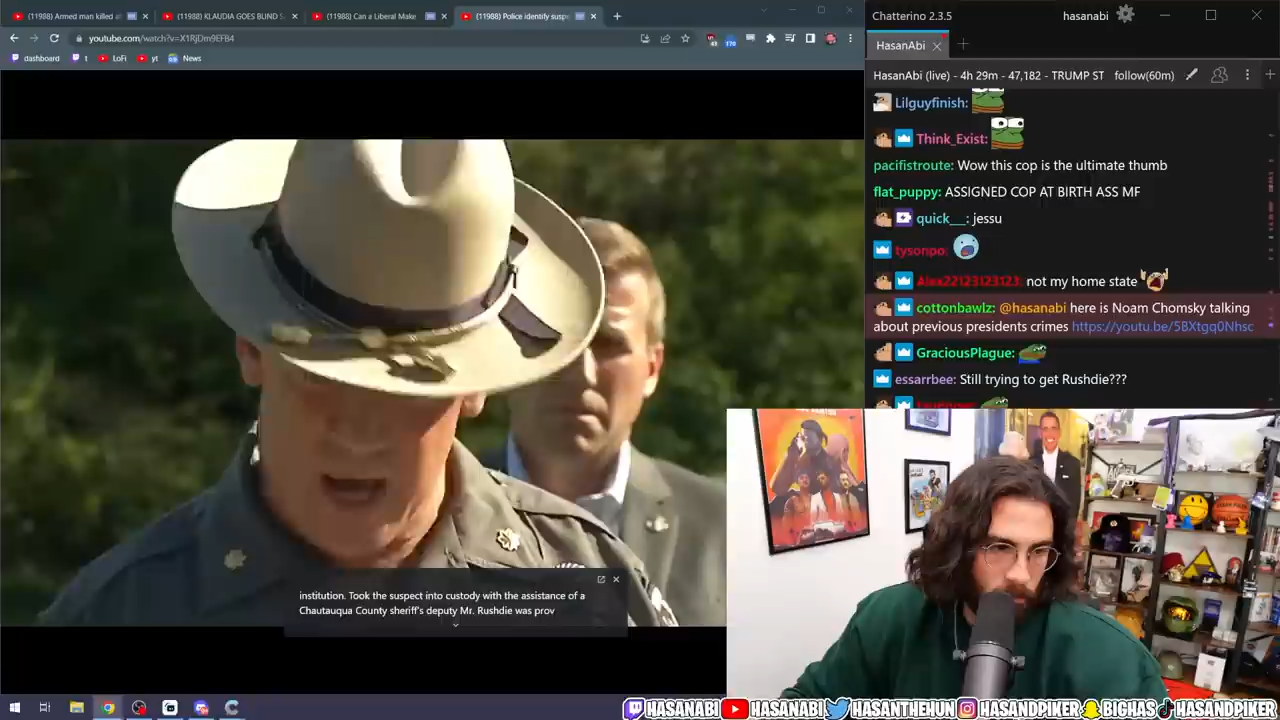 (11988) Armed man killed a
(11988) KLAUDIA GOES BLIND S
(11988) Can a Liberal Make
(11988) Police identify suspe
youtube.com/watch?v=X1RjDm9EFB4
dashboard
t
LoFi
yt
News
institution. Took the suspect into custody with the assistance of a
Chautauqua County sheriff's deputy Mr. Rushdie was prov
Chatterino 2.3.5
hasanabi
HasanAbi
HasanAbi (live) - 4h 29m - 47,182 - TRUMP ST
follow(60m)
Lilguyfinish:
Think_Exist:
pacifistroute: Wow this cop is the ultimate thumb
flat_puppy: ASSIGNED COP AT BIRTH ASS MF
quick__: jessu
tysonpo:
Alex22123123123: not my home state
cottonbawlz: @hasanabi here is Noam Chomsky talking
about previous presidents crimes https://youtu.be/5BXtgq0Nhsc
GraciousPlague:
essarrbee: Still trying to get Rushdie???
HASANABI
HASANABI
HASANTHEHUN
HASANDPIKER
BIGHAS
HASANDPIKER